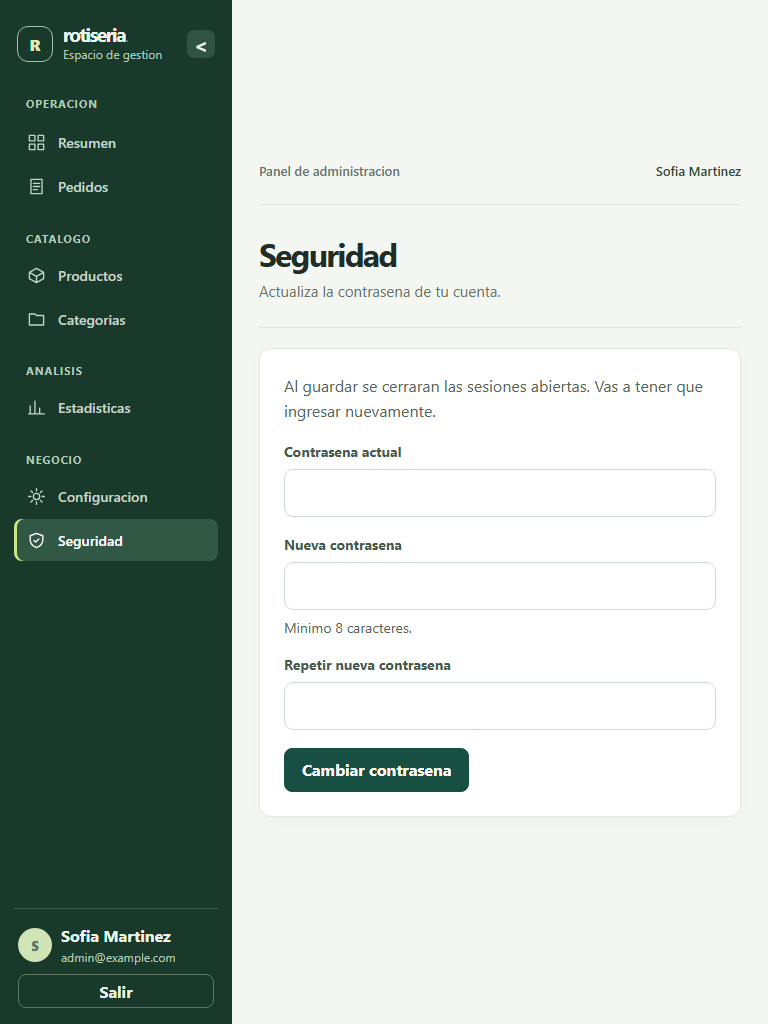 R
rotiseria
Espacio de gestion
<
OPERACION
Resumen
Pedidos
CATALOGO
Productos
Categorias
ANALISIS
Estadisticas
NEGOCIO
Configuracion
Seguridad
S
Sofia Martinez
admin@example.com
Salir
Panel de administracion
Sofia Martinez
Seguridad
Actualiza la contrasena de tu cuenta.
Al guardar se cerraran las sesiones abiertas. Vas a tener que
ingresar nuevamente.
Contrasena actual
Nueva contrasena
Minimo 8 caracteres.
Repetir nueva contrasena
Cambiar contrasena